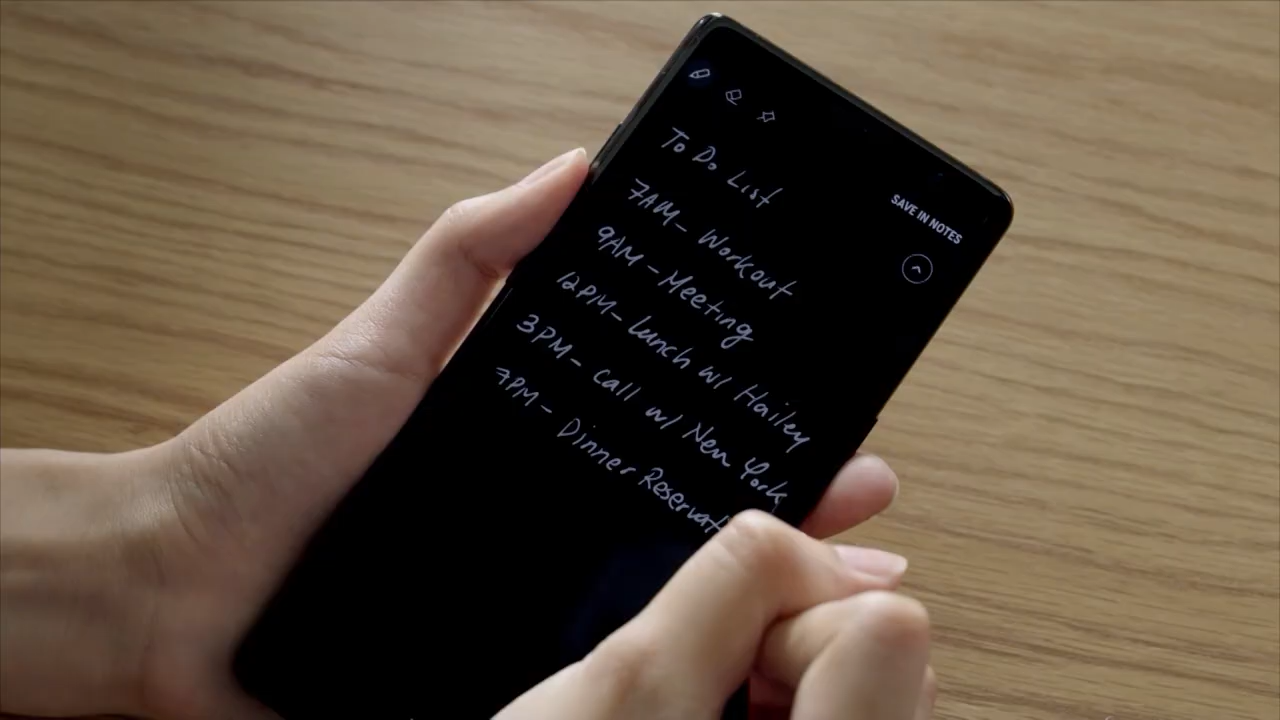 To Do List
SAVE IN NOTES
7AM - Workout
9AM - Meeting
12PM - Lunch w/ Hailey
3PM - Call w/ New York
7PM - Dinner Reservat